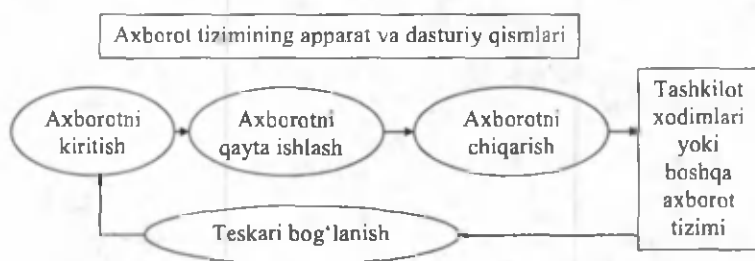 Axborot tizimining apparat va dasturiy qismlari
Axborotni
kiritish
Axborotni
qayta ishlash
Axborotni
chiqarish
Tashkilot
xodimlari
yoki
boshqa
axborot
tizimi
Teskari bog‘lanish